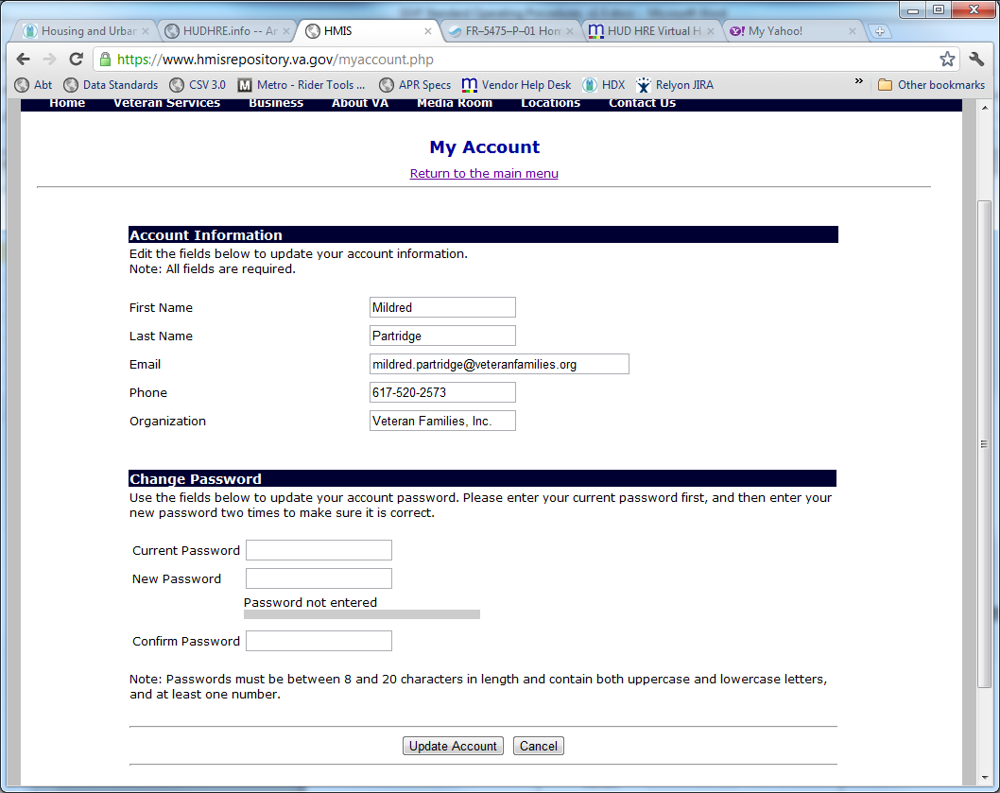 Housing and Urban
HUDHRE.info -- Ar
HMIS
FR–5475–P–01 Hom
HUD HRE Virtual H
My Yahoo!
https://www.hmisrepository.va.gov/myaccount.php
Abt
Data Standards
CSV 3.0
Metro - Rider Tools ...
APR Specs
Vendor Help Desk
HDX
Relyon JIRA
»
Other bookmarks
Home Veteran Services Business About VA Media Room Locations Contact Us
My Account
Return to the main menu
Account Information
Edit the fields below to update your account information.
Note: All fields are required.
First Name Mildred
Last Name Partridge
Email mildred.partridge@veteranfamilies.org
Phone 617-520-2573
Organization Veteran Families, Inc.
Change Password
Use the fields below to update your account password. Please enter your current password first, and then enter your
new password two times to make sure it is correct.
Current Password
New Password
Password not entered
Confirm Password
Note: Passwords must be between 8 and 20 characters in length and contain both uppercase and lowercase letters,
and at least one number.
Update Account Cancel